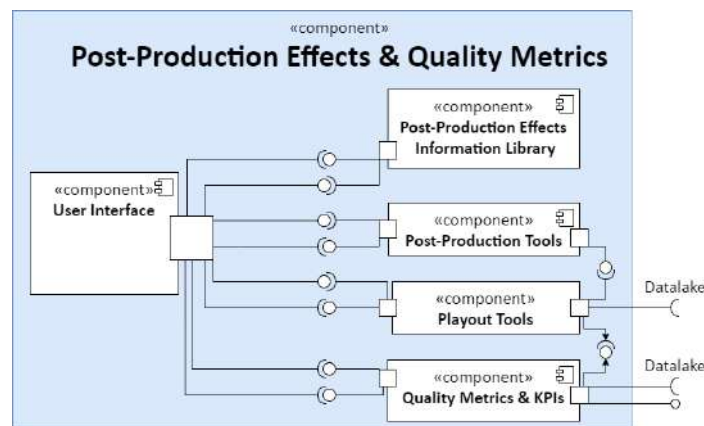 «component»
Post-Production Effects & Quality Metrics
«component»
Post-Production Effects
Information Library
«component»
User Interface
«component»
Post-Production Tools
«component»
Playout Tools
Datalake
«component»
Quality Metrics & KPIs
Datalake